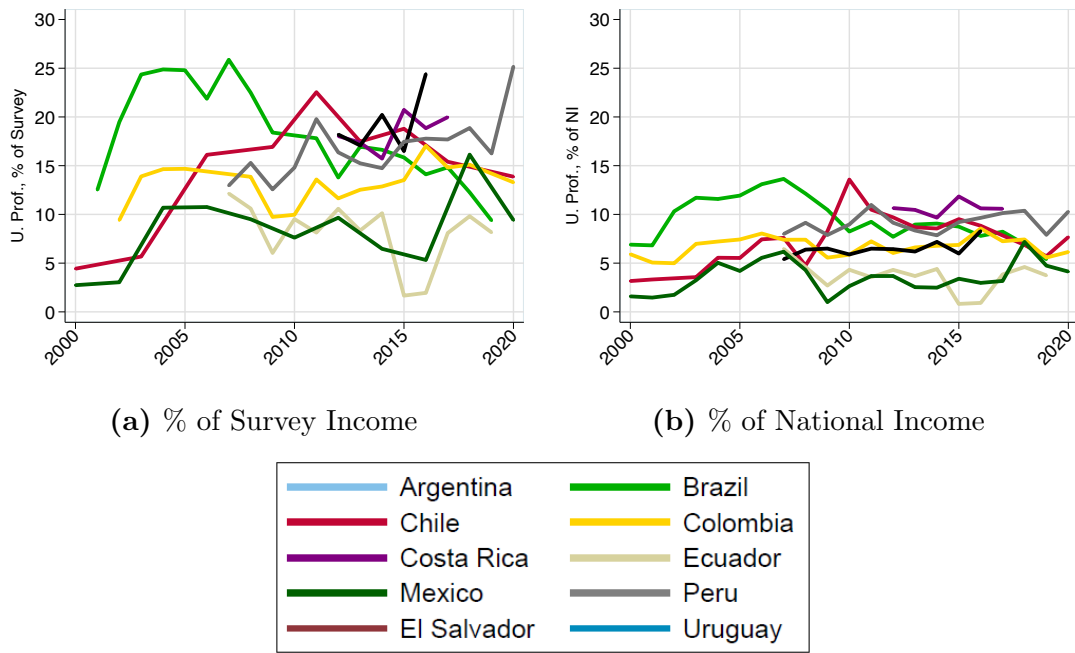 30
25
20
15
10
5
0
U. Prof., % of Survey
2000
2005
2010
2015
2020
(a) % of Survey Income
30
25
20
15
10
5
0
U. Prof., % of NI
2000
2005
2010
2015
2020
(b) % of National Income
Argentina Brazil
Chile Colombia
Costa Rica Ecuador
Mexico Peru
El Salvador Uruguay